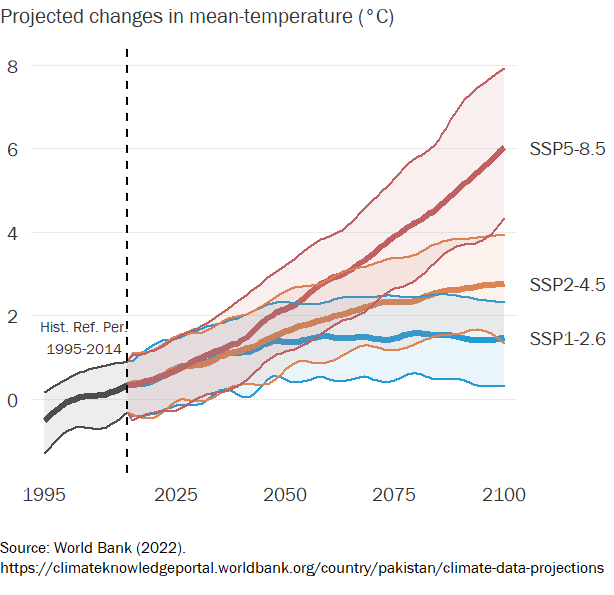 Projected changes in mean-temperature (°C)
8
6
4
2
0
SSP5-8.5
SSP2-4.5
SSP1-2.6
Hist. Ref. Per.
1995-2014
1995 2025 2050 2075 2100
Source: World Bank (2022).
https://climateknowledgeportal.worldbank.org/country/pakistan/climate-data-projections